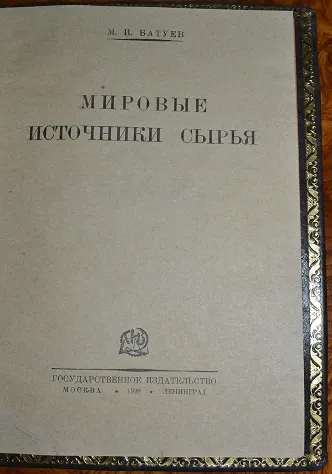 М. И. БАТУЕВ
МИРОВЫЕ
ИСТОЧНИКИ СЫРЬЯ
ГОСУДАРСТВЕННОЕ ИЗДАТЕЛЬСТВО
МОСКВА • 1928 • ЛЕНИНГРАД